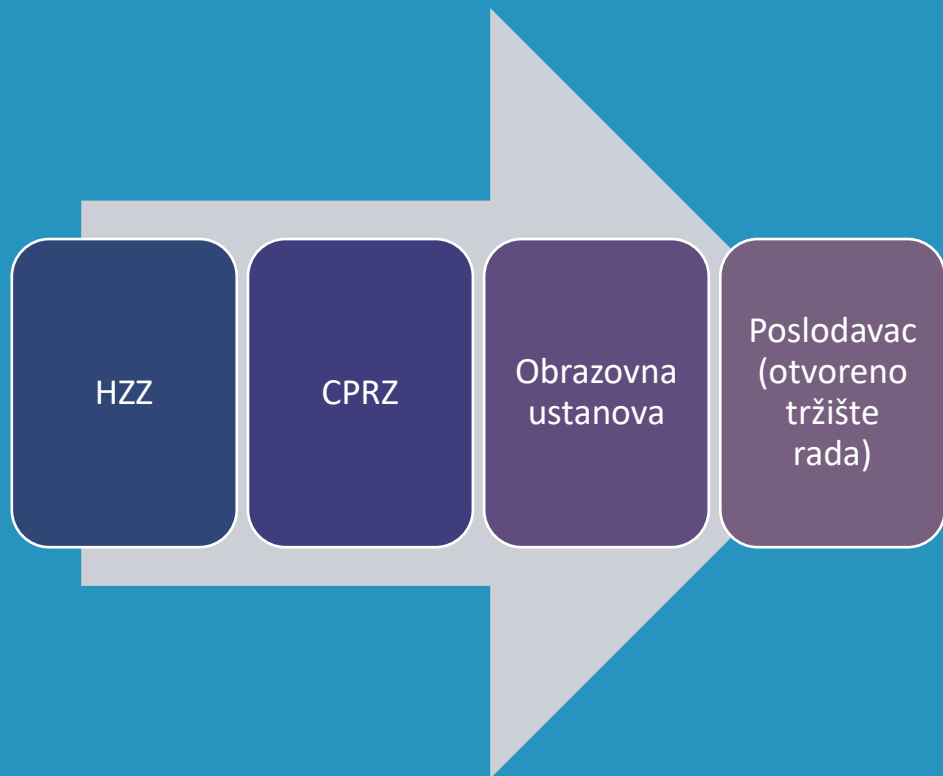 HZZ
CPRZ
Obrazovna
ustanova
Poslodavac
(otvoreno
tržište
rada)